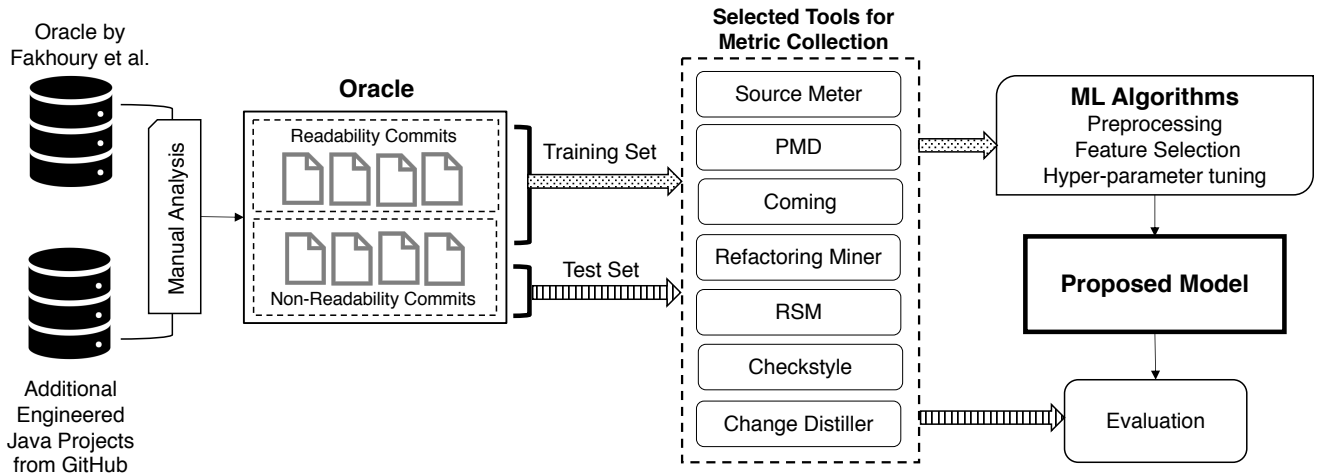 Oracle by
Fakhoury et al.
Additional
Engineered
Java Projects
from GitHub
Manual Analysis
Oracle
Readability Commits
Non-Readability Commits
Training Set
Test Set
Selected Tools for
Metric Collection
Source Meter
PMD
Coming
Refactoring Miner
RSM
Checkstyle
Change Distiller
ML Algorithms
Preprocessing
Feature Selection
Hyper-parameter tuning
Proposed Model
Evaluation